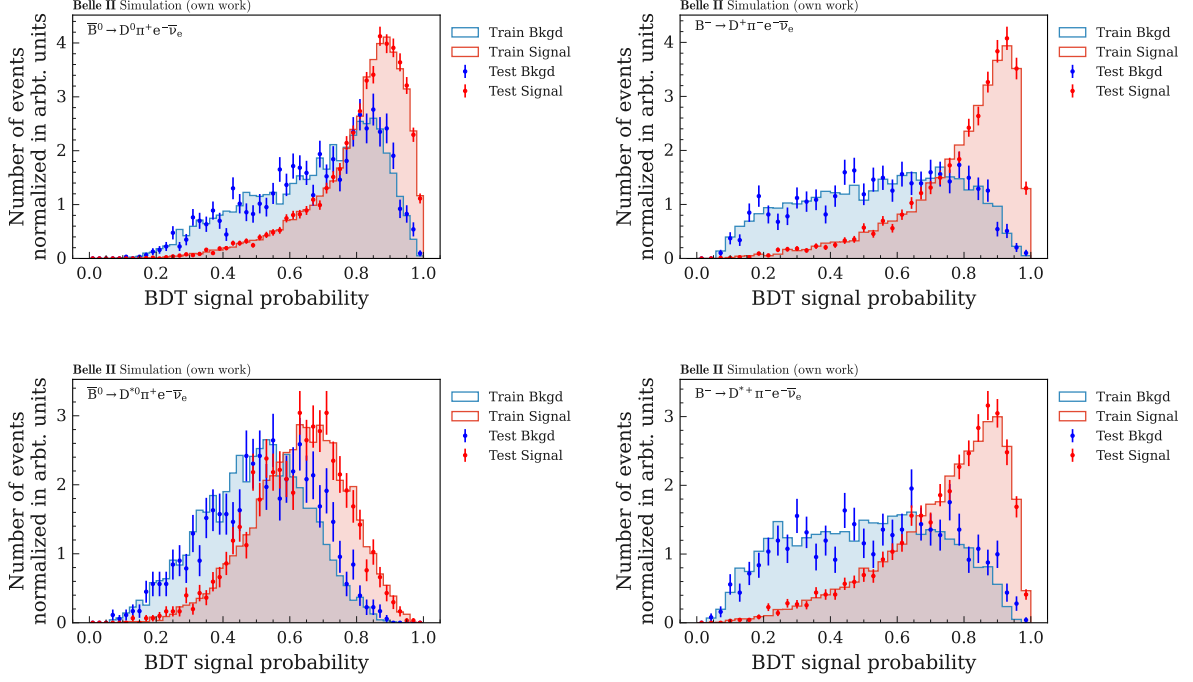 Belle II Simulation (own work)
B̅⁰ → D⁰π⁺e⁻ν̅ₑ
Number of events
normalized in arbt. units
0
1
2
3
4
0.0 0.2 0.4 0.6 0.8 1.0
BDT signal probability
Train Bkgd
Train Signal
Test Bkgd
Test Signal
Belle II Simulation (own work)
B⁻ → D⁺π⁻e⁻ν̅ₑ
Number of events
normalized in arbt. units
0
1
2
3
4
0.0 0.2 0.4 0.6 0.8 1.0
BDT signal probability
Train Bkgd
Train Signal
Test Bkgd
Test Signal
Belle II Simulation (own work)
B̅⁰ → D*⁰π⁺e⁻ν̅ₑ
Number of events
normalized in arbt. units
0
1
2
3
0.0 0.2 0.4 0.6 0.8 1.0
BDT signal probability
Train Bkgd
Train Signal
Test Bkgd
Test Signal
Belle II Simulation (own work)
B⁻ → D*⁺π⁻e⁻ν̅ₑ
Number of events
normalized in arbt. units
0
1
2
3
0.0 0.2 0.4 0.6 0.8 1.0
BDT signal probability
Train Bkgd
Train Signal
Test Bkgd
Test Signal